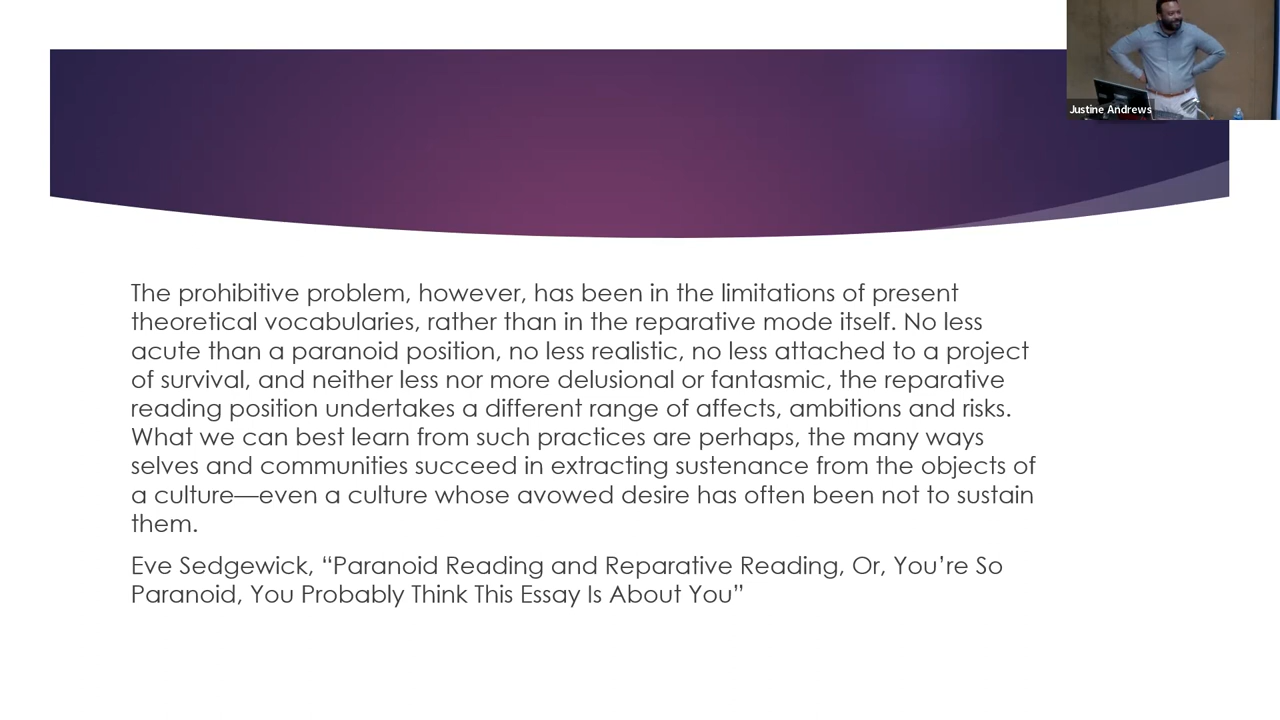 Justine Andrews
The prohibitive problem, however, has been in the limitations of present
theoretical vocabularies, rather than in the reparative mode itself. No less
acute than a paranoid position, no less realistic, no less attached to a project
of survival, and neither less nor more delusional or fantasmic, the reparative
reading position undertakes a different range of affects, ambitions and risks.
What we can best learn from such practices are perhaps, the many ways
selves and communities succeed in extracting sustenance from the objects of
a culture—even a culture whose avowed desire has often been not to sustain
them.
Eve Sedgewick, “Paranoid Reading and Reparative Reading, Or, You’re So
Paranoid, You Probably Think This Essay Is About You”